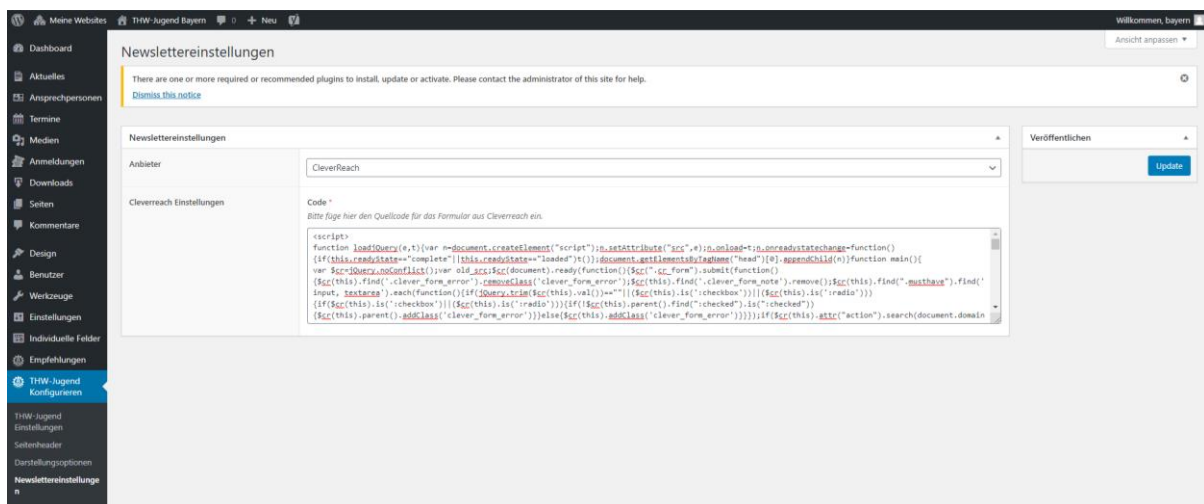 Meine Websites THW-Jugend Bayern 0 + Neu Willkommen, bayern
Ansicht anpassen ▼
Dashboard
Aktuelles
Ansprechpersonen
Termine
Medien
Anmeldungen
Downloads
Seiten
Kommentare
Design
Benutzer
Werkzeuge
Einstellungen
Individuelle Felder
Empfehlungen
THW-Jugend
Konfigurieren
THW-Jugend
Einstellungen
Seitenheader
Darstellungsoptionen
Newslettereinstellunge
n
Newslettereinstellungen
There are one or more required or recommended plugins to install, update or activate. Please contact the administrator of this site for help.
Dismiss this notice
Newslettereinstellungen
Anbieter
CleverReach
Cleverreach Einstellungen
Code *
Bitte füge hier den Quellcode für das Formular aus Cleverreach ein.
<script>
function loadjQuery(e,t){var n=document.createElement("script");n.setAttribute("src",e);n.onload=t;n.onreadystatechange=function()
{if(this.readyState=="complete"||this.readyState=="loaded")t()};document.getElementsByTagName("head")[0].appendChild(n)}function main(){
var $cr=jQuery.noConflict();var old_src;$cr(document).ready(function(){$cr(".cr_form").submit(function()
{$cr(this).find('.clever_form_error').removeClass('clever_form_error');$cr(this).find('.clever_form_note').remove();$cr(this).find(".musthave").find('
input, textarea').each(function(){if(jQuery.trim($cr(this).val())==""||($cr(this).is(':checkbox'))||($cr(this).is(':radio')))
{if($cr(this).is(':checkbox')||($cr(this).is(':radio'))){if(!$cr(this).parent().find(":checked").is(":checked"))
{$cr(this).parent().addClass('clever_form_error')}}else{$cr(this).addClass('clever_form_error')}}});if($cr(this).attr("action").search(document.domain
Veröffentlichen
Update